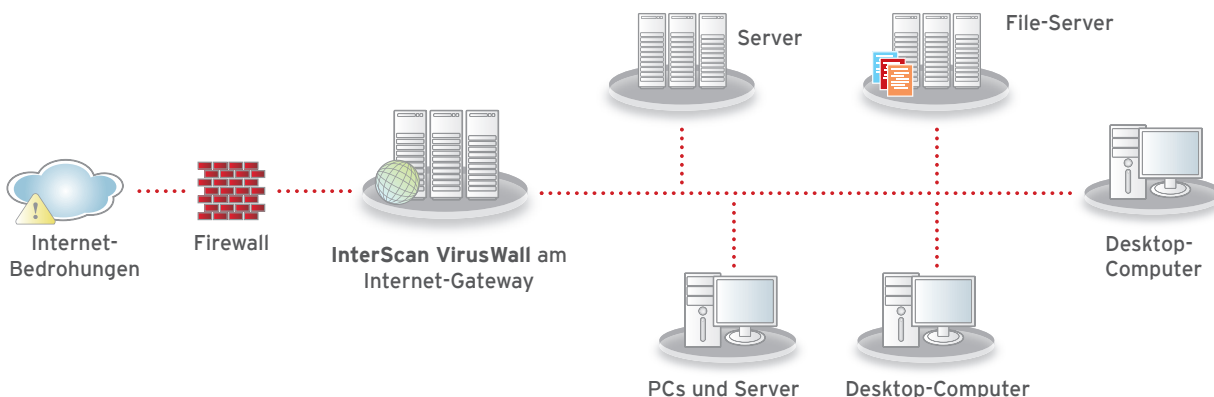 Server
File-Server
Internet-
Bedrohungen
Firewall
InterScan VirusWall am
Internet-Gateway
Desktop-
Computer
PCs und Server
Desktop-Computer